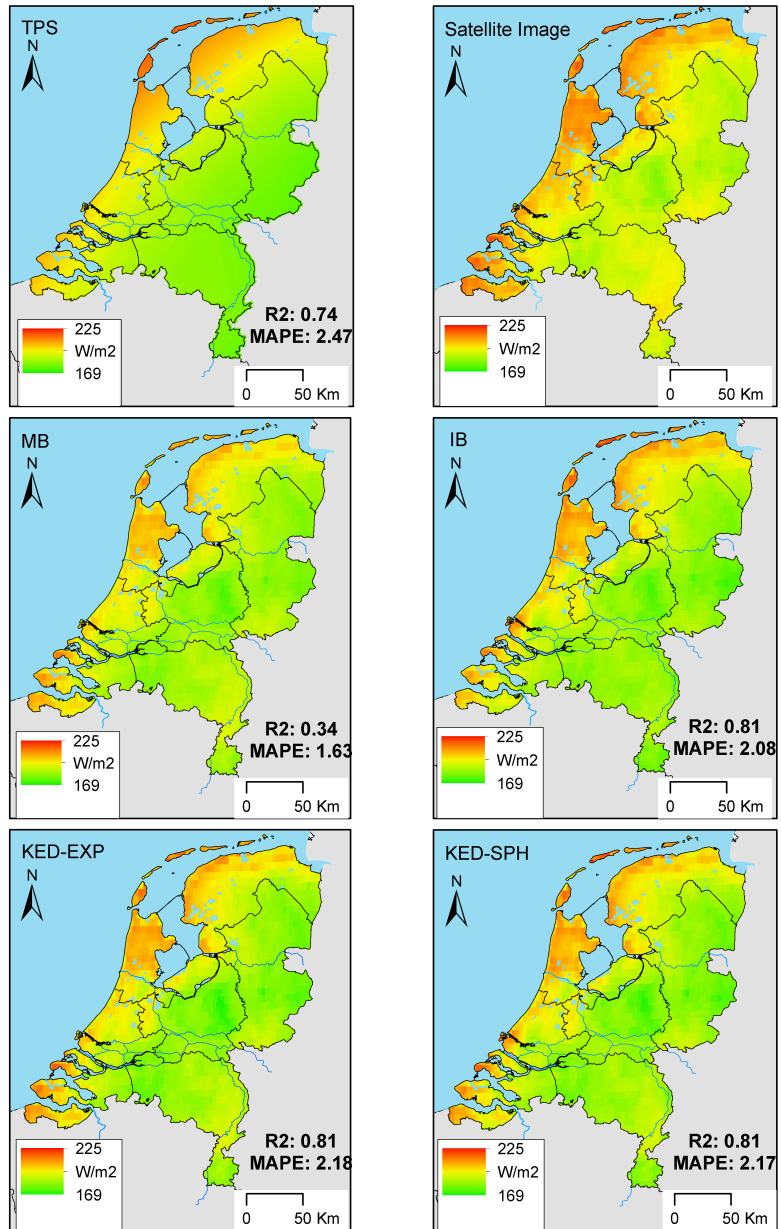 TPS
N
R2: 0.74
MAPE: 2.47
225
W/m2
169
0 50 Km
Satellite Image
N
225
W/m2
169
0 50 Km
MB
N
R2: 0.34
MAPE: 1.63
225
W/m2
169
0 50 Km
IB
N
R2: 0.81
MAPE: 2.08
225
W/m2
169
0 50 Km
KED-EXP
N
R2: 0.81
MAPE: 2.18
225
W/m2
169
0 50 Km
KED-SPH
N
R2: 0.81
MAPE: 2.17
225
W/m2
169
0 50 Km